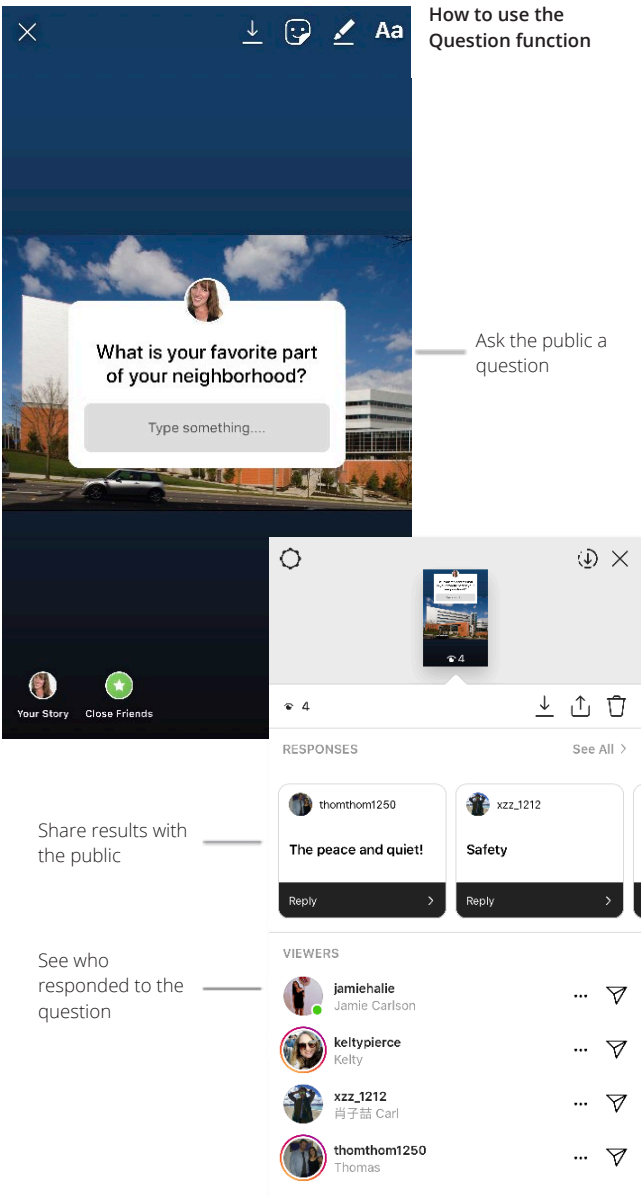 How to use the
Question function
Aa
What is your favorite part
of your neighborhood?
Type something....
Ask the public a
question
Your Story
Close Friends
4
4
RESPONSES
See All
thomthom1250
xzz_1212
The peace and quiet!
Safety
Reply
Reply
Share results with
the public
VIEWERS
See who
responded to the
question
jamiehalie
Jamie Carlson
keltypierce
Kelty
xzz_1212
肖子喆 Carl
thomthom1250
Thomas